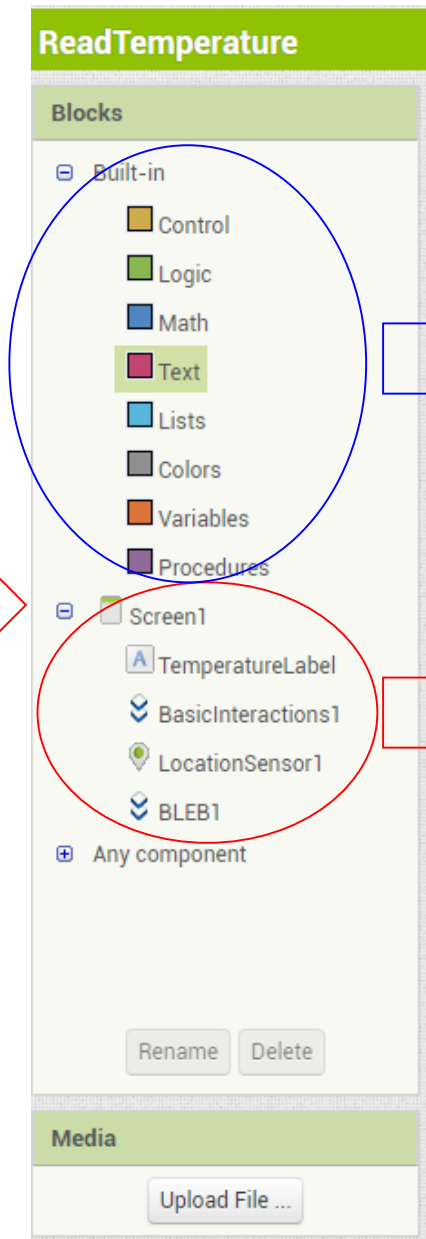 ReadTemperature
Blocks
Built-in
Control
Logic
Math
Text
Lists
Colors
Variables
Procedures
Screen1
A TemperatureLabel
BasicInteractions1
LocationSensor1
BLEB1
Any component
Rename Delete
Media
Upload File ...